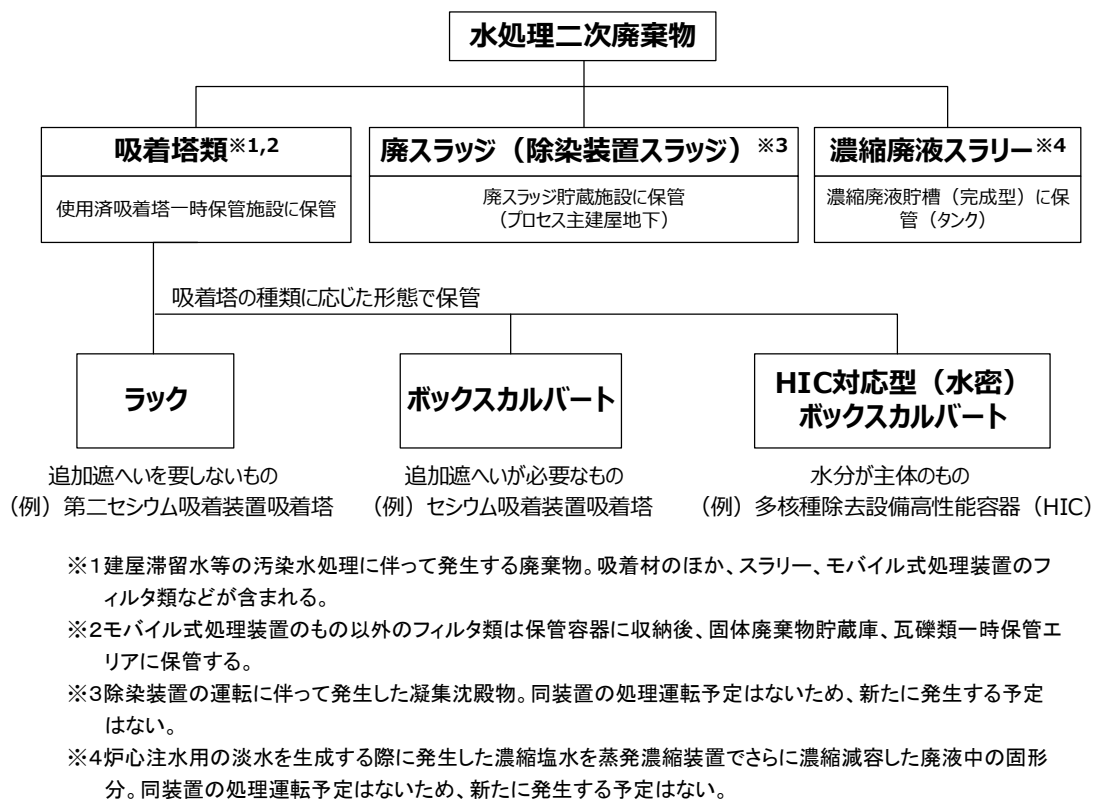 水処理二次廃棄物
吸着塔類※1,2
使用済吸着塔一時保管施設に保管
廃スラッジ（除染装置スラッジ）※3
廃スラッジ貯蔵施設に保管
（プロセス主建屋地下）
濃縮廃液スラリー※4
濃縮廃液貯槽（完成型）に保
管（タンク）
吸着塔の種類に応じた形態で保管
ラック
追加遮へいを要しないもの
（例）第二セシウム吸着装置吸着塔
ボックスカルバート
追加遮へいが必要なもの
（例）セシウム吸着装置吸着塔
HIC対応型（水密）
ボックスカルバート
水分が主体のもの
（例）多核種除去設備高性能容器（HIC）
※1建屋滞留水等の汚染水処理に伴って発生する廃棄物。吸着材のほか、スラリー、モバイル式処理装置のフ
ィルタ類などが含まれる。
※2モバイル式処理装置のもの以外のフィルタ類は保管容器に収納後、固体廃棄物貯蔵庫、瓦礫類一時保管エ
リアに保管する。
※3除染装置の運転に伴って発生した凝集沈殿物。同装置の処理運転予定はないため、新たに発生する予定
はない。
※4炉心注水用の淡水を生成する際に発生した濃縮塩水を蒸発濃縮装置でさらに濃縮減容した廃液中の固形
分。同装置の処理運転予定はないため、新たに発生する予定はない。